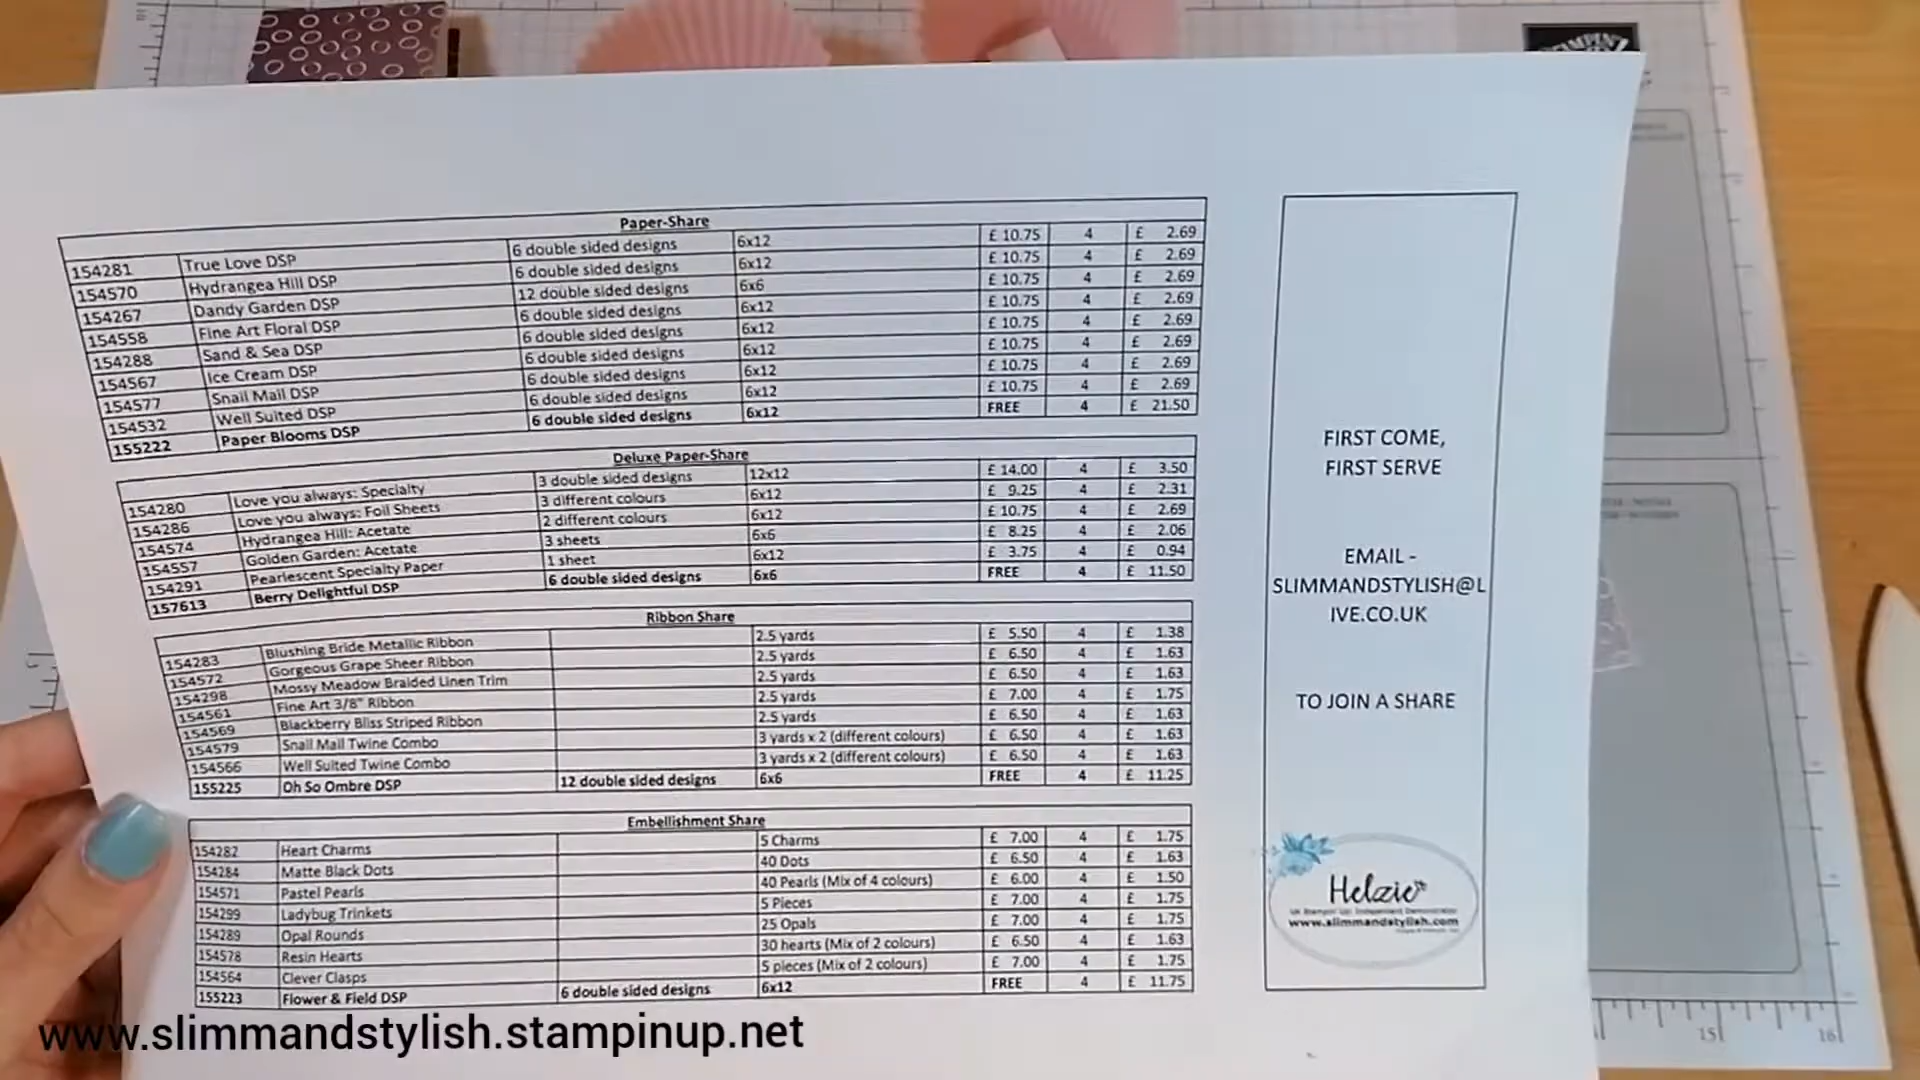 STAMPIN'
Paper-Share
154281 True Love DSP 6 double sided designs 6x12 £ 10.75 4 £ 2.69
154570 Hydrangea Hill DSP 6 double sided designs 6x12 £ 10.75 4 £ 2.69
154267 Dandy Garden DSP 12 double sided designs 6x6 £ 10.75 4 £ 2.69
154558 Fine Art Floral DSP 6 double sided designs 6x12 £ 10.75 4 £ 2.69
154288 Sand & Sea DSP 6 double sided designs 6x12 £ 10.75 4 £ 2.69
154567 Ice Cream DSP 6 double sided designs 6x12 £ 10.75 4 £ 2.69
154577 Snail Mail DSP 6 double sided designs 6x12 £ 10.75 4 £ 2.69
154532 Well Suited DSP 6 double sided designs 6x12 £ 10.75 4 £ 2.69
155222 Paper Blooms DSP 6 double sided designs 6x12 FREE 4 £ 21.50
Deluxe Paper-Share
154280 Love you always: Specialty 3 double sided designs 12x12 £ 14.00 4 £ 3.50
154286 Love you always: Foil Sheets 3 different colours 6x12 £ 9.25 4 £ 2.31
154574 Hydrangea Hill: Acetate 2 different colours 6x12 £ 10.75 4 £ 2.69
154557 Golden Garden: Acetate 3 sheets 6x6 £ 8.25 4 £ 2.06
154291 Pearlescent Specialty Paper 1 sheet 6x12 £ 3.75 4 £ 0.94
157613 Berry Delightful DSP 6 double sided designs 6x6 FREE 4 £ 11.50
Ribbon Share
154283 Blushing Bride Metallic Ribbon 2.5 yards £ 5.50 4 £ 1.38
154572 Gorgeous Grape Sheer Ribbon 2.5 yards £ 6.50 4 £ 1.63
154298 Mossy Meadow Braided Linen Trim 2.5 yards £ 6.50 4 £ 1.63
154561 Fine Art 3/8" Ribbon 2.5 yards £ 7.00 4 £ 1.75
154569 Blackberry Bliss Striped Ribbon 2.5 yards £ 6.50 4 £ 1.63
154579 Snail Mail Twine Combo 3 yards x 2 (different colours) £ 6.50 4 £ 1.63
154566 Well Suited Twine Combo 3 yards x 2 (different colours) £ 6.50 4 £ 1.63
155225 Oh So Ombre DSP 12 double sided designs 6x6 FREE 4 £ 11.25
Embellishment Share
154282 Heart Charms 5 Charms £ 7.00 4 £ 1.75
154284 Matte Black Dots 40 Dots £ 6.50 4 £ 1.63
154571 Pastel Pearls 40 Pearls (Mix of 4 colours) £ 6.00 4 £ 1.50
154299 Ladybug Trinkets 5 Pieces £ 7.00 4 £ 1.75
154289 Opal Rounds 25 Opals £ 7.00 4 £ 1.75
154578 Resin Hearts 30 hearts (Mix of 2 colours) £ 6.50 4 £ 1.63
154564 Clever Clasps 5 pieces (Mix of 2 colours) £ 7.00 4 £ 1.75
155223 Flower & Field DSP 6 double sided designs 6x12 FREE 4 £ 11.75
FIRST COME,
FIRST SERVE
EMAIL -
SLIMMANDSTYLISH@L
IVE.CO.UK
TO JOIN A SHARE
Helzie
UK Stampin' Up! Independent Demonstrator
www.slimmandstylish.com
15 16
www.slimmandstylish.stampinup.net